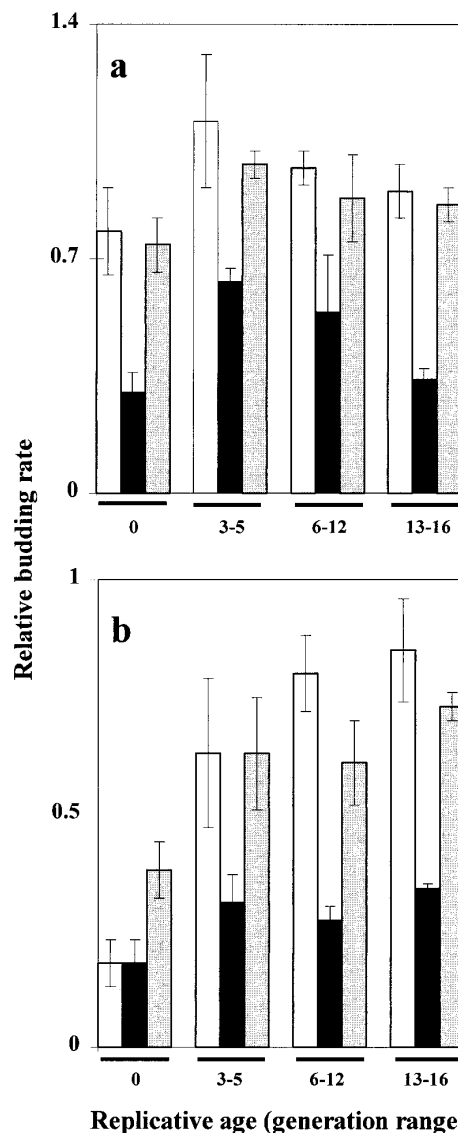 1.4
a
0.7
0
0 3-5 6-12 13-16
Relative budding rate
1
b
0.5
0
0 3-5 6-12 13-16
Replicative age (generation range